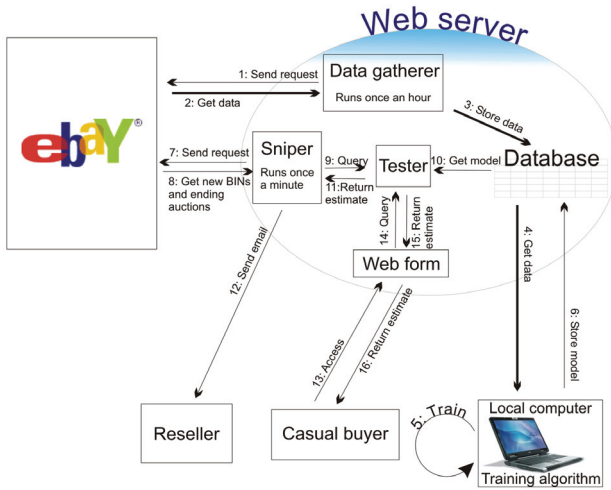 Web server
ebaY®
1: Send request
2: Get data
Data gatherer
Runs once an hour
3: Store data
7: Send request
8: Get new BINs
and ending
auctions
Sniper
Runs once
a minute
9: Query
11:Return
estimate
Tester
10: Get model
Database
14: Query
15: Return
estimate
Web form
4: Get data
6: Store model
12: Send email
13: Access
16: Return estimate
Reseller
Casual buyer
5: Train
Local computer
Training algorithm